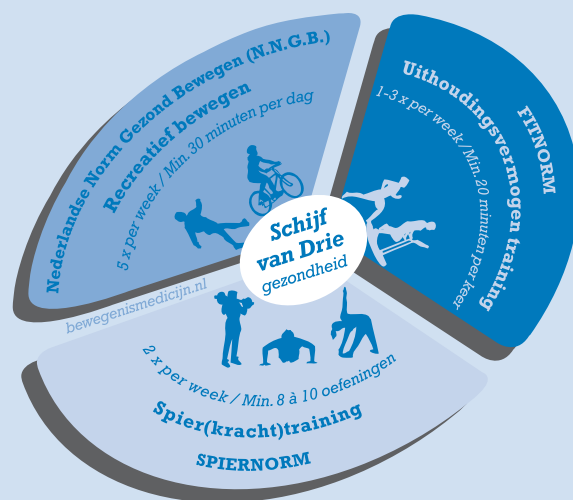 Nederlandse Norm Gezond Bewegen (N.N.G.B.)
Recreatief bewegen
5 x per week / Min. 30 minuten per dag
FITNORM
Uithoudingsvermogen training
1-3 x per week / Min. 20 minuten per keer
Schijf
van Drie
gezondheid
bewegenismedicijn.nl
2 x per week / Min. 8 à 10 oefeningen
Spier(kracht)training
SPIERNORM